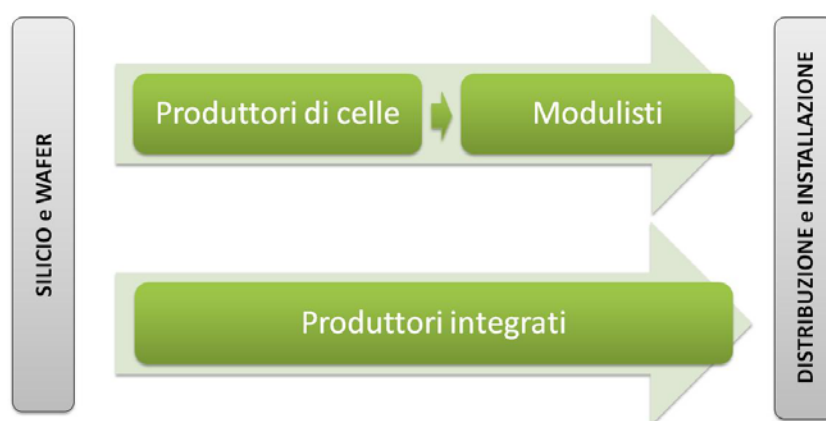 SILICIO e WAFER
Produttori di celle
Modulisti
Produttori integrati
DISTRIBUZIONE e INSTALLAZIONE